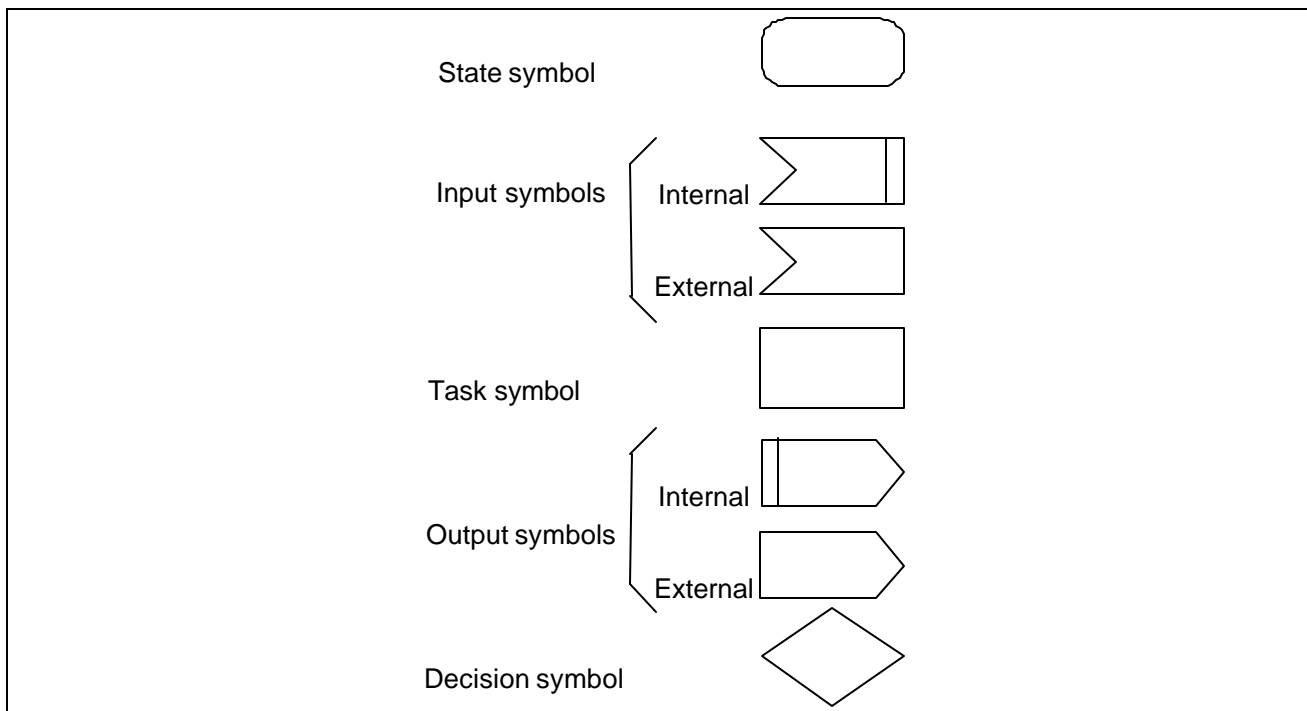 State symbol
Input symbols
Internal
External
Task symbol
Output symbols
Internal
External
Decision symbol